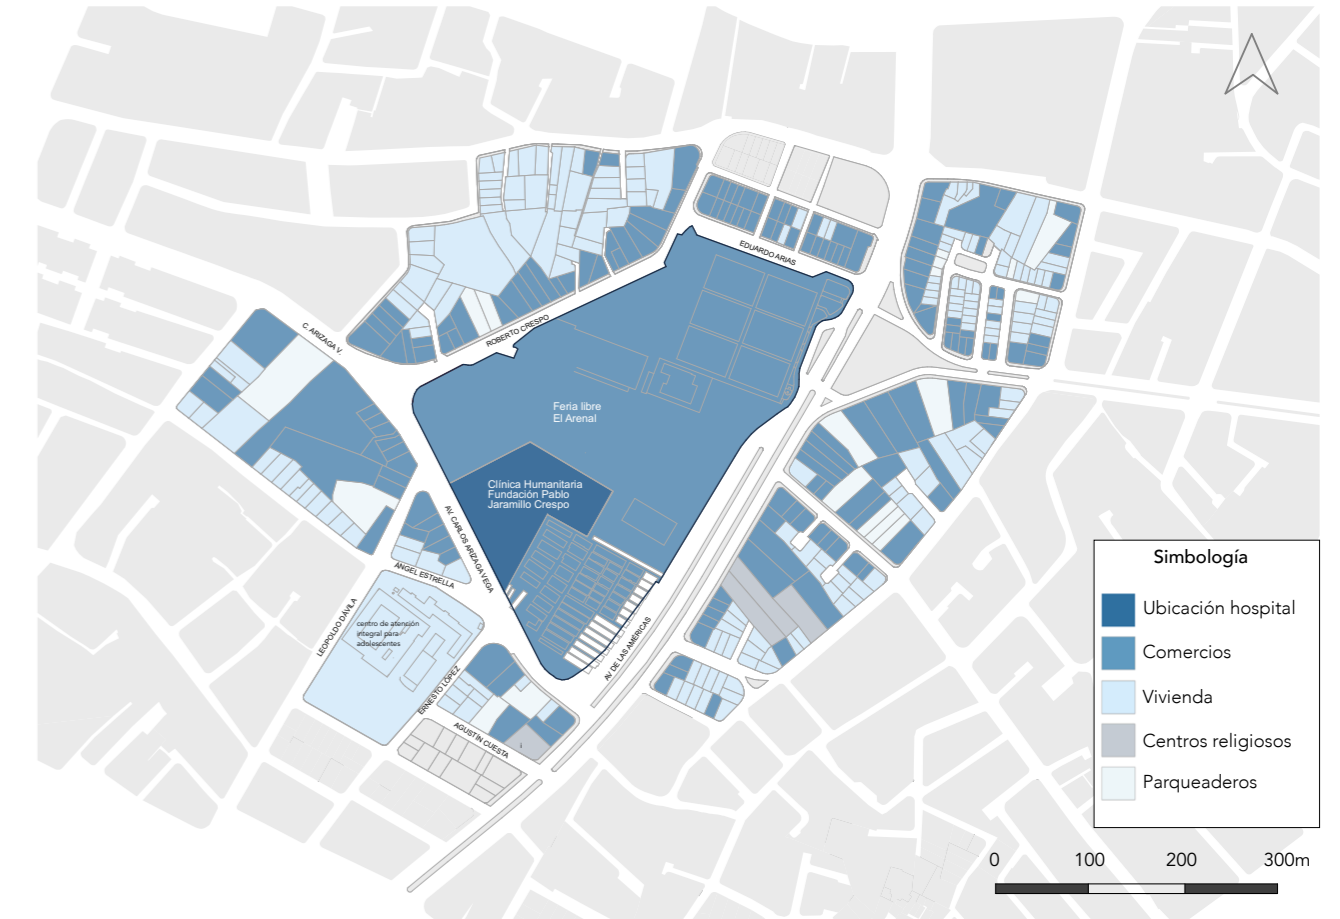 EDUARDO ARIAS
C. ARIZAGA V.
ROBERTO CRESPO
Feria libre
El Arenal
Clínica Humanitaria
Fundación Pablo
Jaramillo Crespo
AV. CARLOS ARIZAGA VEGA
ÁNGEL ESTRELLA
LEOPOLDO DÁVILA
centro de atención
integral para
adolescentes
ERNESTO LÓPEZ
AGUSTÍN CUESTA
AV DE LAS AMÉRICAS
Simbología
Ubicación hospital
Comercios
Vivienda
Centros religiosos
Parqueaderos
0 100 200 300m